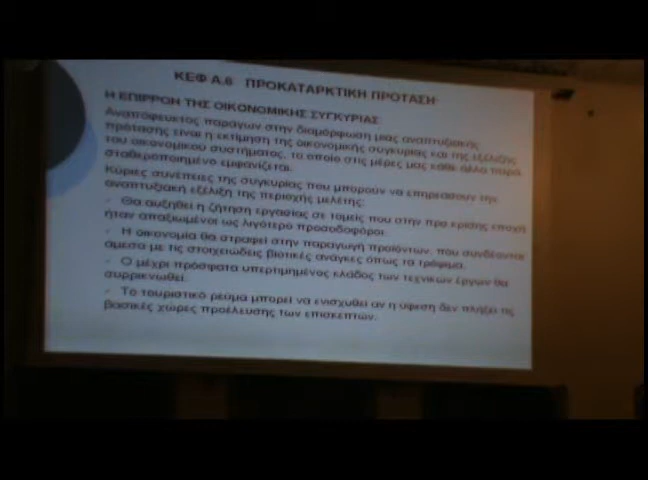 ΚΕΦ Α.6 ΠΡΟΚΑΤΑΡΚΤΙΚΗ ΠΡΟΤΑΣΗ
Η ΕΠΙΡΡΟΗ ΤΗΣ ΟΙΚΟΝΟΜΙΚΗΣ ΣΥΓΚΥΡΙΑΣ
Αναπόφευκτος παράγων στην διαμόρφωση μιας αναπτυξιακής
πρότασης είναι η εκτίμηση της οικονομικής συγκυρίας και της εξέλιξης
του οικονομικού συστήματος, το οποίο στις μέρες μας κάθε άλλο παρά
σταθεροποιημένο εμφανίζεται.
Κύριες συνέπειες της συγκυρίας που μπορούν να επηρεάσουν την
αναπτυξιακή εξέλιξη της περιοχής μελέτης:
✓ Θα αυξηθεί η ζήτηση εργασίας σε τομείς που στην προ κρίσης εποχή
ήταν απαξιωμένοι ως λιγότερο προσοδοφόροι.
✓ Η οικονομία θα στραφεί στην παραγωγή προϊόντων, που συνδέονται
άμεσα με τις στοιχειώδεις βιοτικές ανάγκες όπως τα τρόφιμα.
✓ Ο μέχρι πρόσφατα υπερτιμημένος κλάδος των τεχνικών έργων θα
συρρικνωθεί.
✓ Το τουριστικό ρεύμα μπορεί να ενισχυθεί αν η ύφεση δεν πλήξει τις
βασικές χώρες προέλευσης των επισκεπτών.